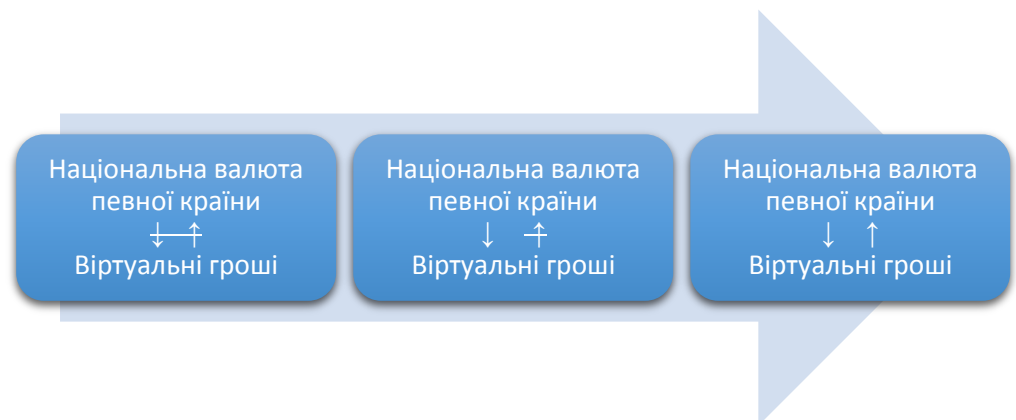 Національна валюта
певної країни
↓ ↑
Віртуальні гроші
Національна валюта
певної країни
↓ ↑
Віртуальні гроші
Національна валюта
певної країни
↓ ↑
Віртуальні гроші